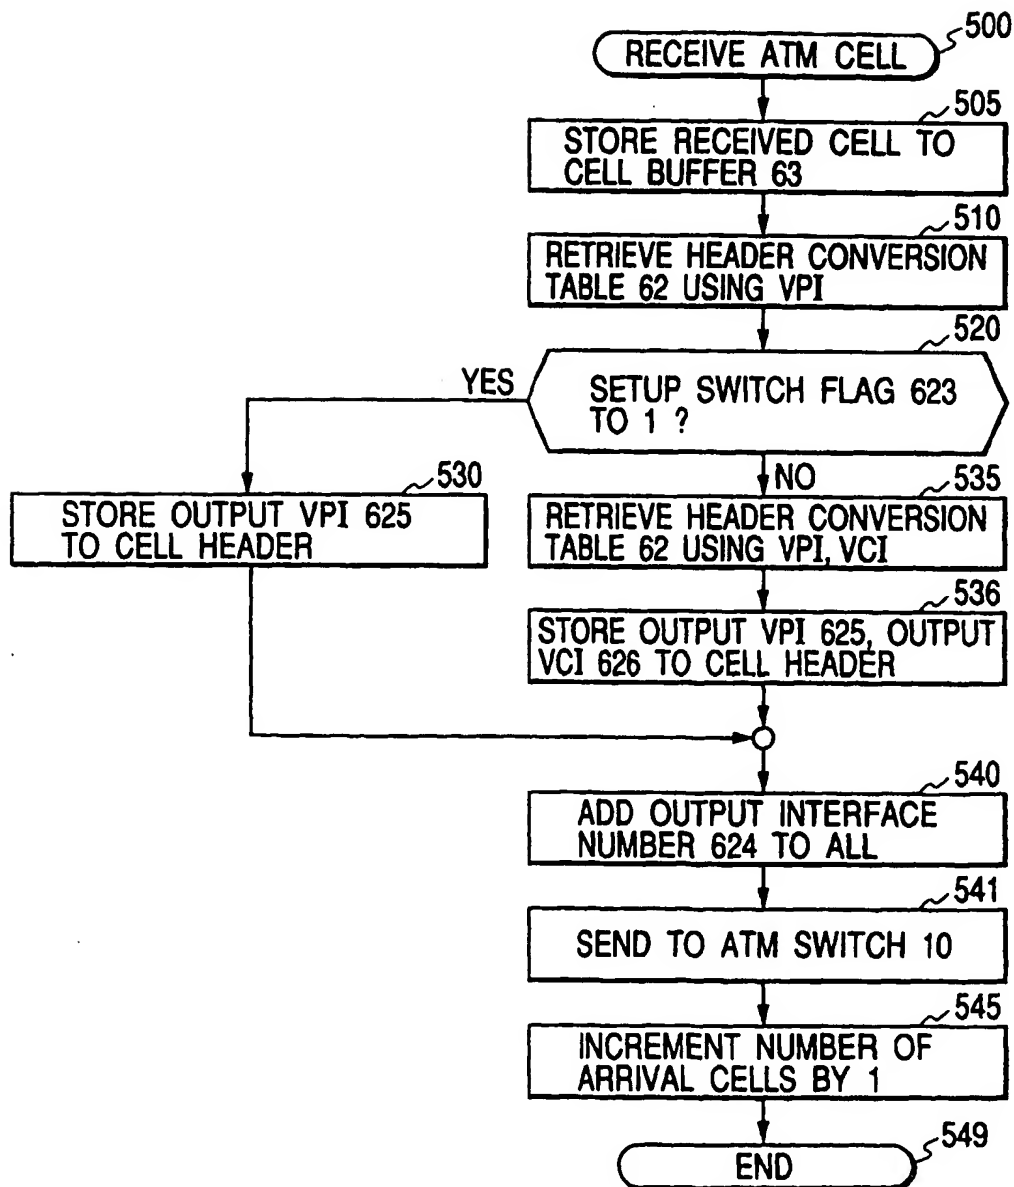 500
RECEIVE ATM CELL
505
STORE RECEIVED CELL TO
CELL BUFFER 63
510
RETRIEVE HEADER CONVERSION
TABLE 62 USING VPI
520
YES
SETUP SWITCH FLAG 623
TO 1 ?
NO
530
STORE OUTPUT VPI 625
TO CELL HEADER
535
RETRIEVE HEADER CONVERSION
TABLE 62 USING VPI, VCI
536
STORE OUTPUT VPI 625, OUTPUT
VCI 626 TO CELL HEADER
540
ADD OUTPUT INTERFACE
NUMBER 624 TO ALL
541
SEND TO ATM SWITCH 10
545
INCREMENT NUMBER OF
ARRIVAL CELLS BY 1
549
END